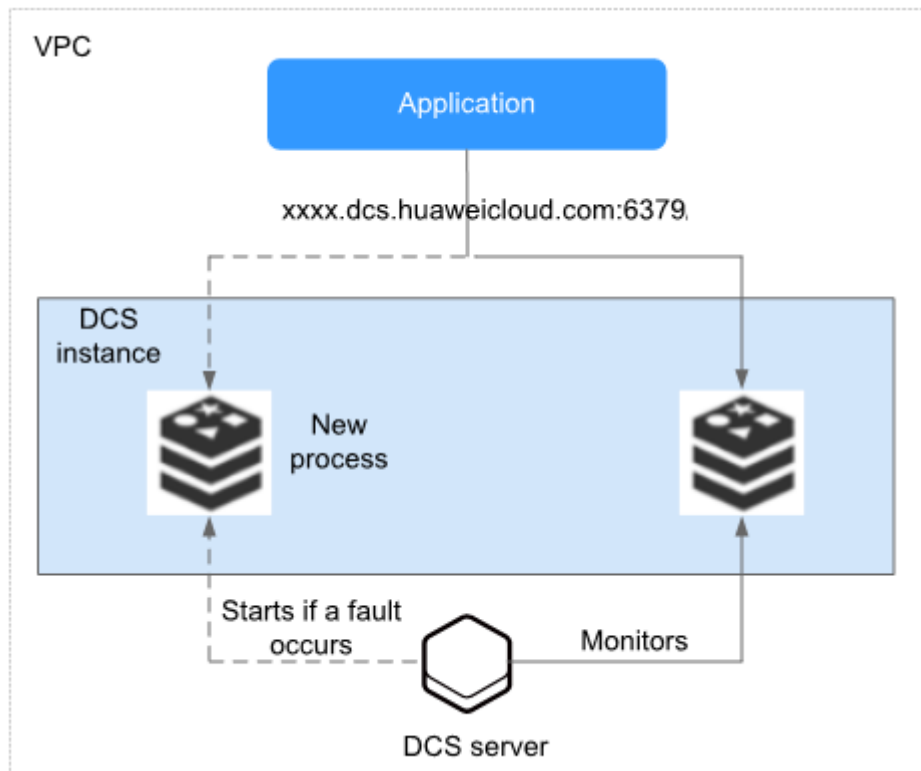 VPC
Application
xxxx.dcs.huaweicloud.com:6379.
DCS
instance
New
process
Starts if a fault
occurs
Monitors
DCS server